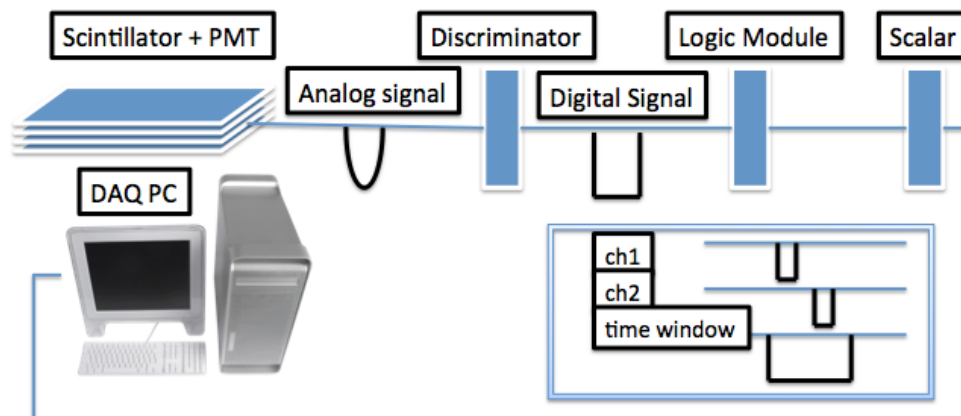 Scintillator + PMT
Discriminator
Logic Module
Scalar
Analog signal
Digital Signal
DAQ PC
ch1
ch2
time window